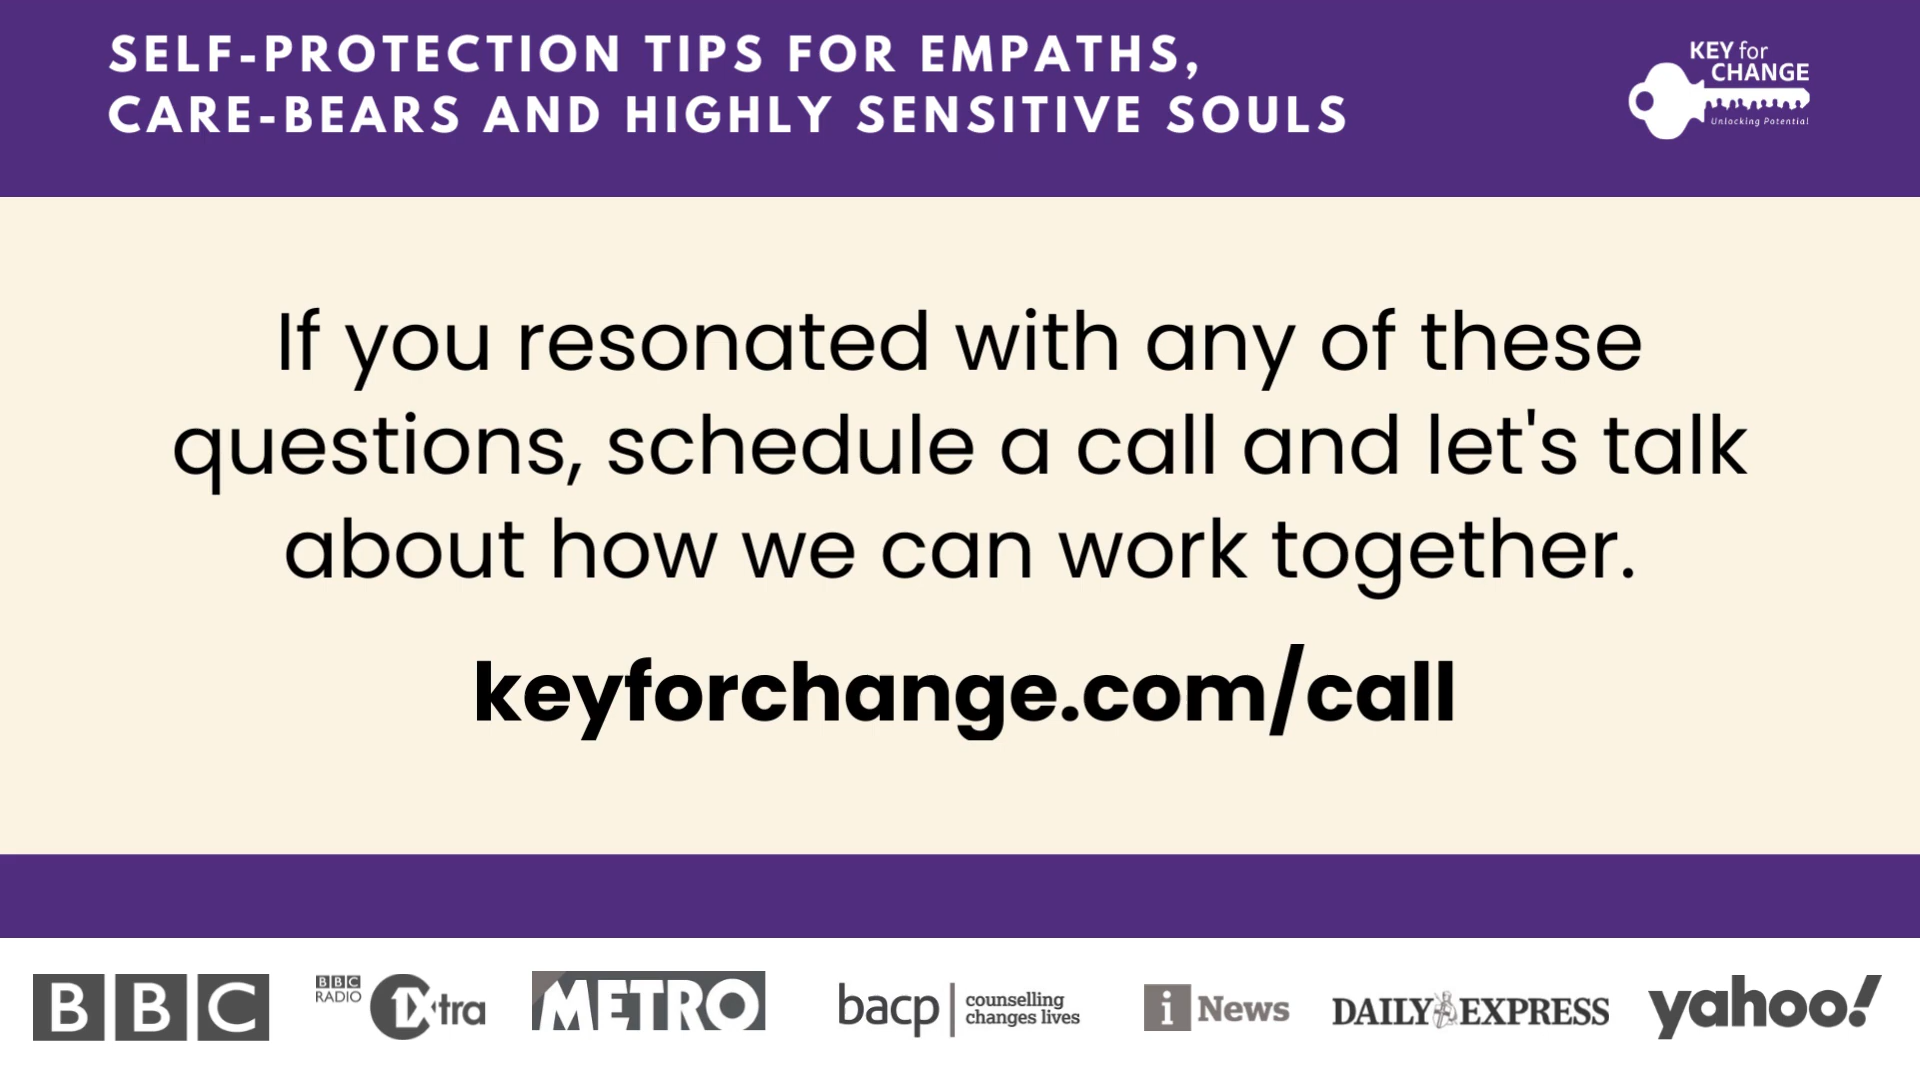 SELF-PROTECTION TIPS FOR EMPATHS,
CARE-BEARS AND HIGHLY SENSITIVE SOULS
KEY for
CHANGE
Unlocking Potential
If you resonated with any of these
questions, schedule a call and let's talk
about how we can work together.
keyforchange.com/call
BBC
BBC
RADIO
1Xtra
METRO
bacp
counselling
changes lives
i News
DAILY EXPRESS
yahoo!